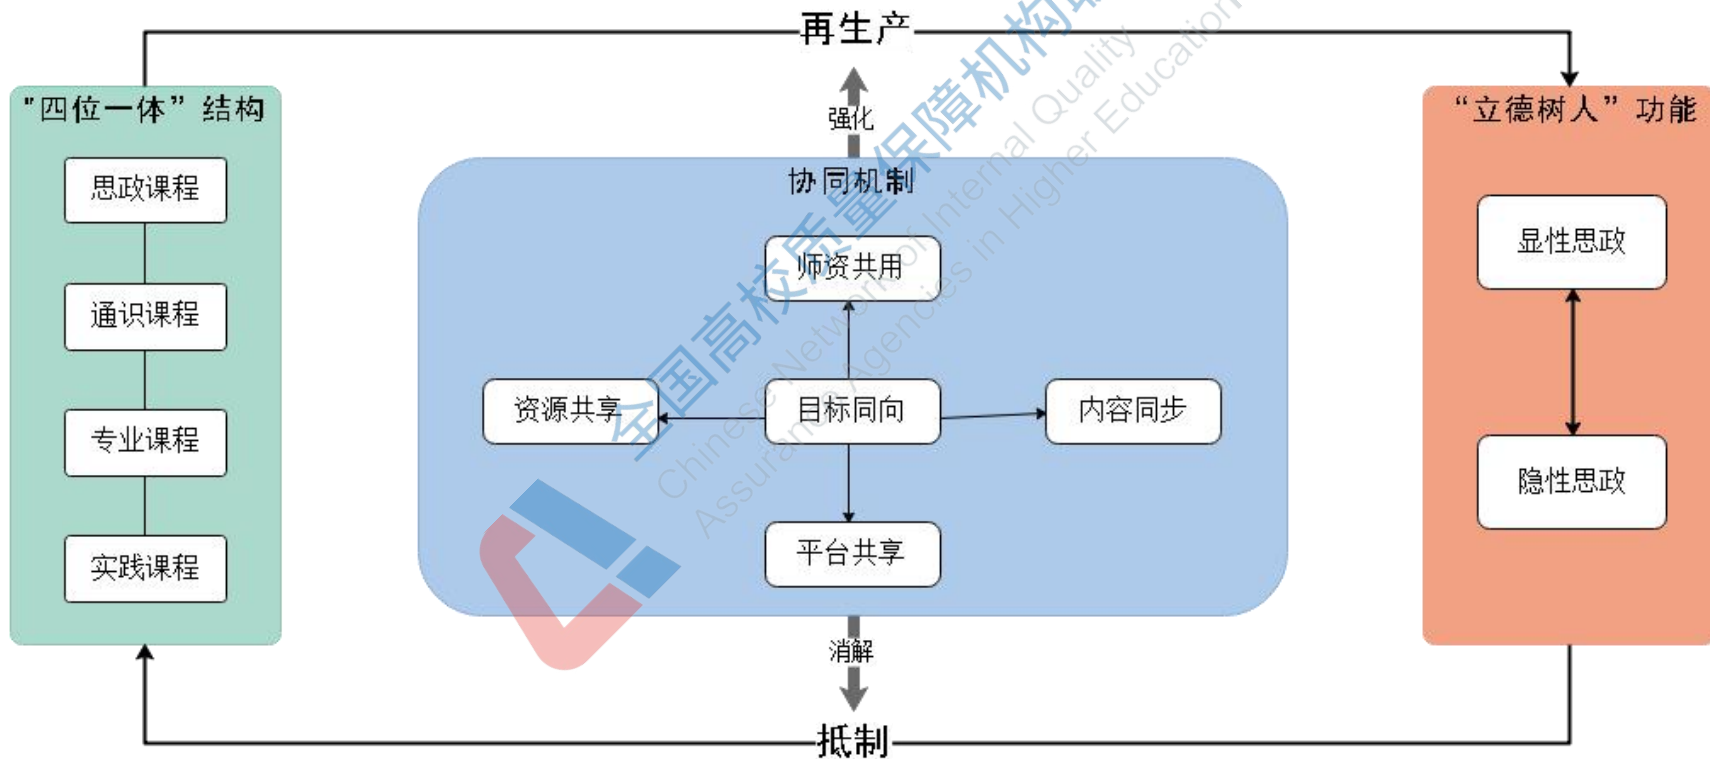 再生产
强化
"四位一体” 结构
思政课程
通识课程
专业课程
实践课程
协同机制
师资共用
资源共享
目标同向
内容同步
平台共享
消解
抵制
“立德树人” 功能
显性思政
隐性思政
全国高校质量保障机构联
Chinese Network of Internal Quality
Assurance Agencies in Higher Education